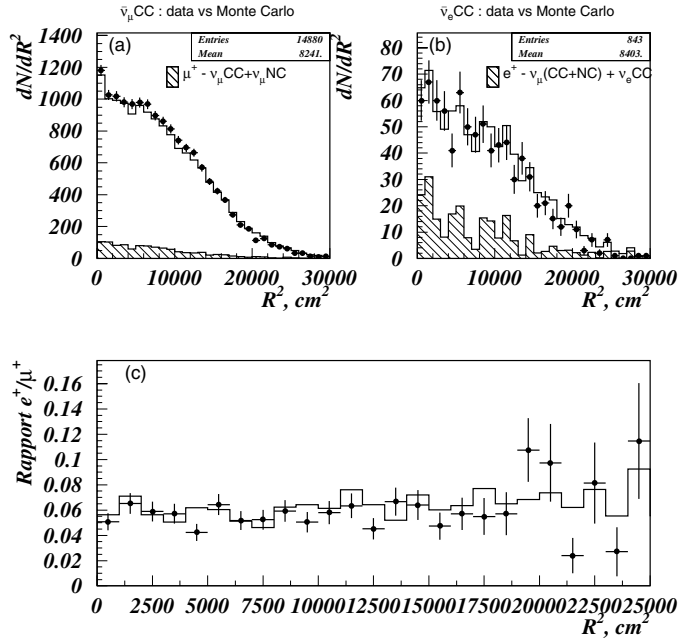 ν̄μCC : data vs Monte Carlo
(a)
Entries 14880
Mean 8241.
μ⁺ - νμCC+νμNC
dN/dR²
1400
1200
1000
800
600
400
200
0
0 10000 20000 30000
R², cm²
ν̄eCC : data vs Monte Carlo
(b)
Entries 843
Mean 8403.
e⁺ - νμ(CC+NC) + νeCC
dN/dR²
80
70
60
50
40
30
20
10
0
0 10000 20000 30000
R², cm²
(c)
Rapport e⁺/μ⁺
0.16
0.14
0.12
0.1
0.08
0.06
0.04
0.02
0
0 2500 5000 7500 10000 12500 15000 17500 20000 22500 25000
R², cm²